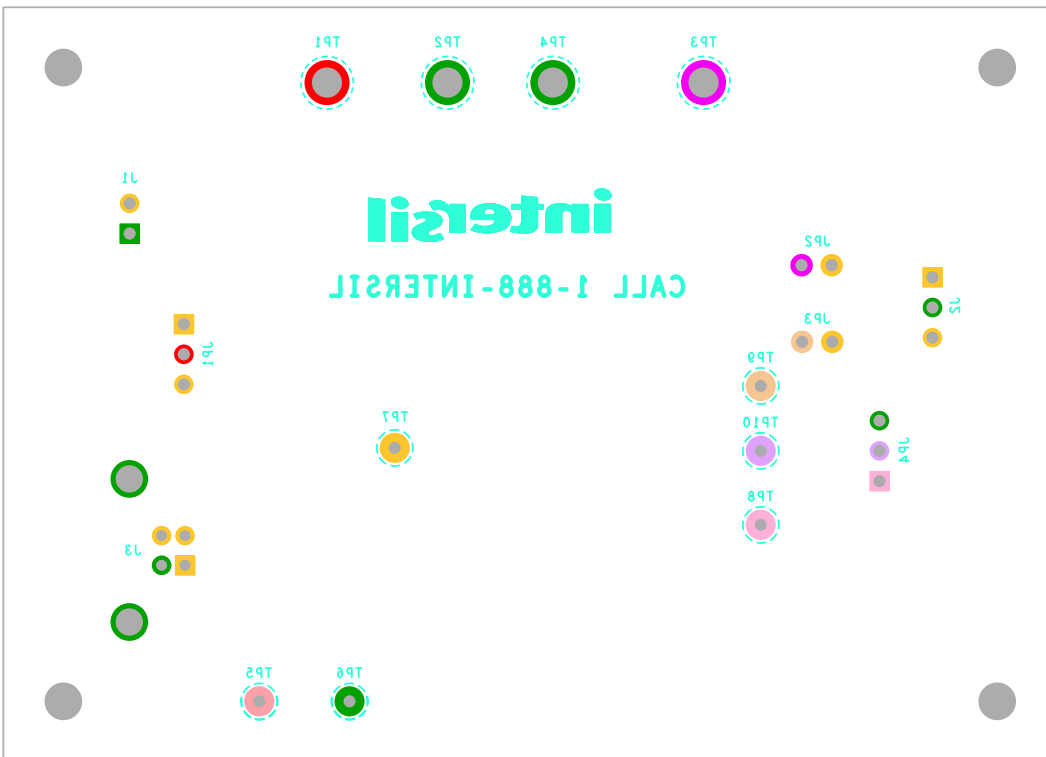 TP1 TP2 TP4 TP3
J1
intersil
JP2
CALL 1-888-INTERSIL
J2
JP3
JP1
TP9
TP7
TP10
JP4
TP8
J3
TP5 TP6